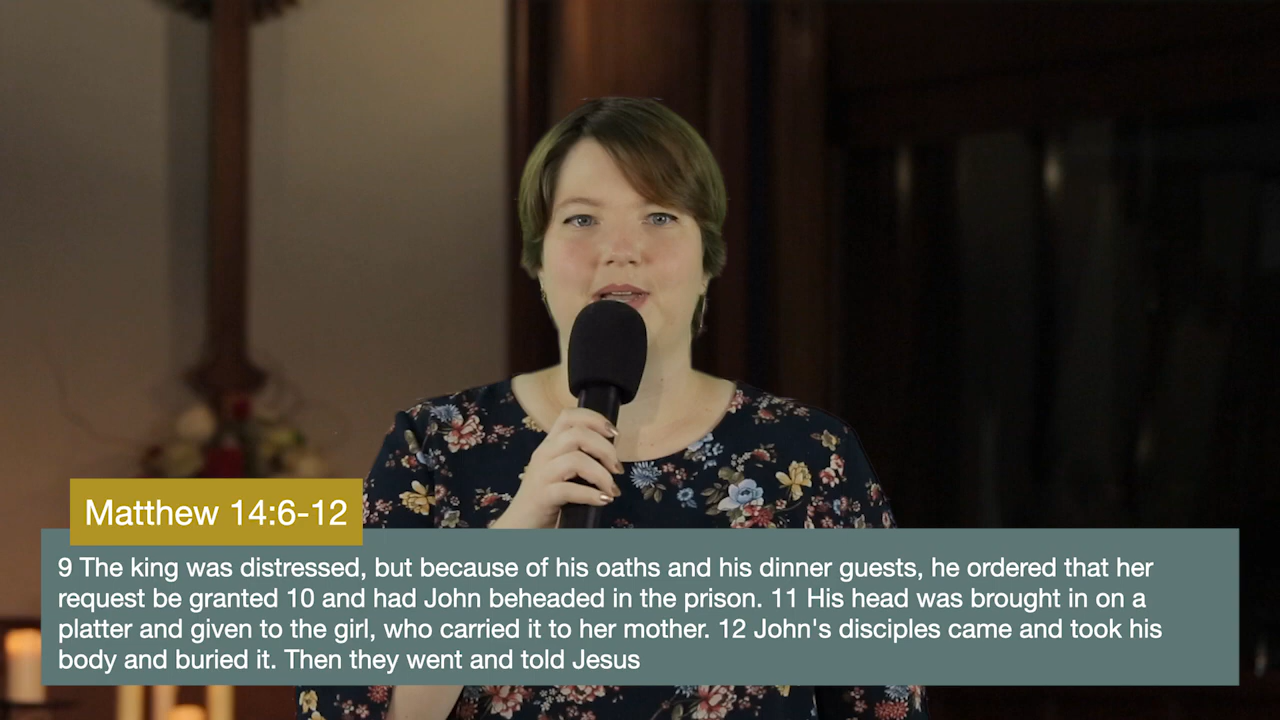 Matthew 14:6-12
9 The king was distressed, but because of his oaths and his dinner guests, he ordered that her
request be granted 10 and had John beheaded in the prison. 11 His head was brought in on a
platter and given to the girl, who carried it to her mother. 12 John's disciples came and took his
body and buried it. Then they went and told Jesus